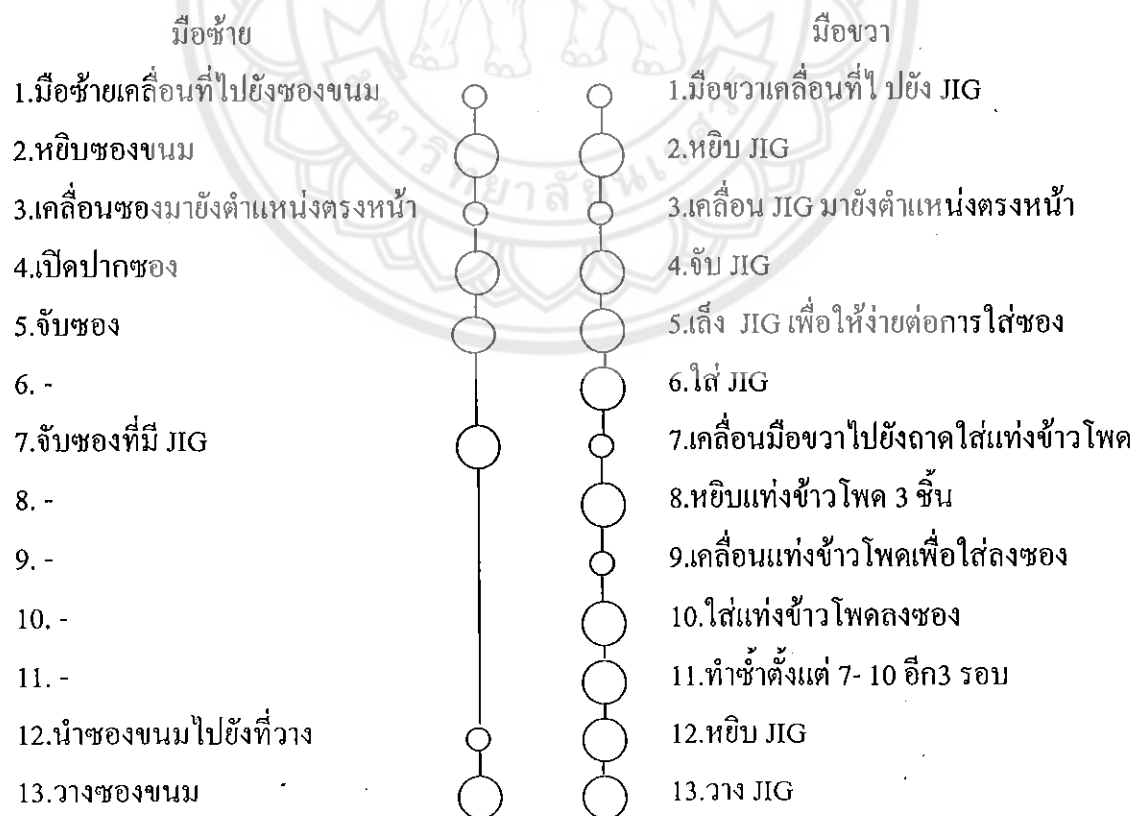 มือซ้าย มือขวา
1.มือซ้ายเคลื่อนที่ไปยังซองขนม 1.มือขวาเคลื่อนที่ไปยัง JIG
2.หยิบซองขนม 2.หยิบ JIG
3.เคลื่อนซองมายังตำแหน่งตรงหน้า 3.เคลื่อน JIG มายังตำแหน่งตรงหน้า
4.เปิดปากซอง 4.จับ JIG
5.จับซอง 5.เล็ง JIG เพื่อให้ง่ายต่อการใส่ซอง
6. - 6.ใส่ JIG
7.จับซองที่มี JIG 7.เคลื่อนมือขวาไปยังถาดใส่แท่งข้าวโพด
8. - 8.หยิบแท่งข้าวโพด 3 ชิ้น
9. - 9.เคลื่อนแท่งข้าวโพดเพื่อใส่ลงซอง
10. - 10.ใส่แท่งข้าวโพดลงซอง
11. - 11.ทำซ้ำตั้งแต่ 7- 10 อีก3 รอบ
12.นำซองขนมไปยังที่วาง 12.หยิบ JIG
13.วางซองขนม 13.วาง JIG